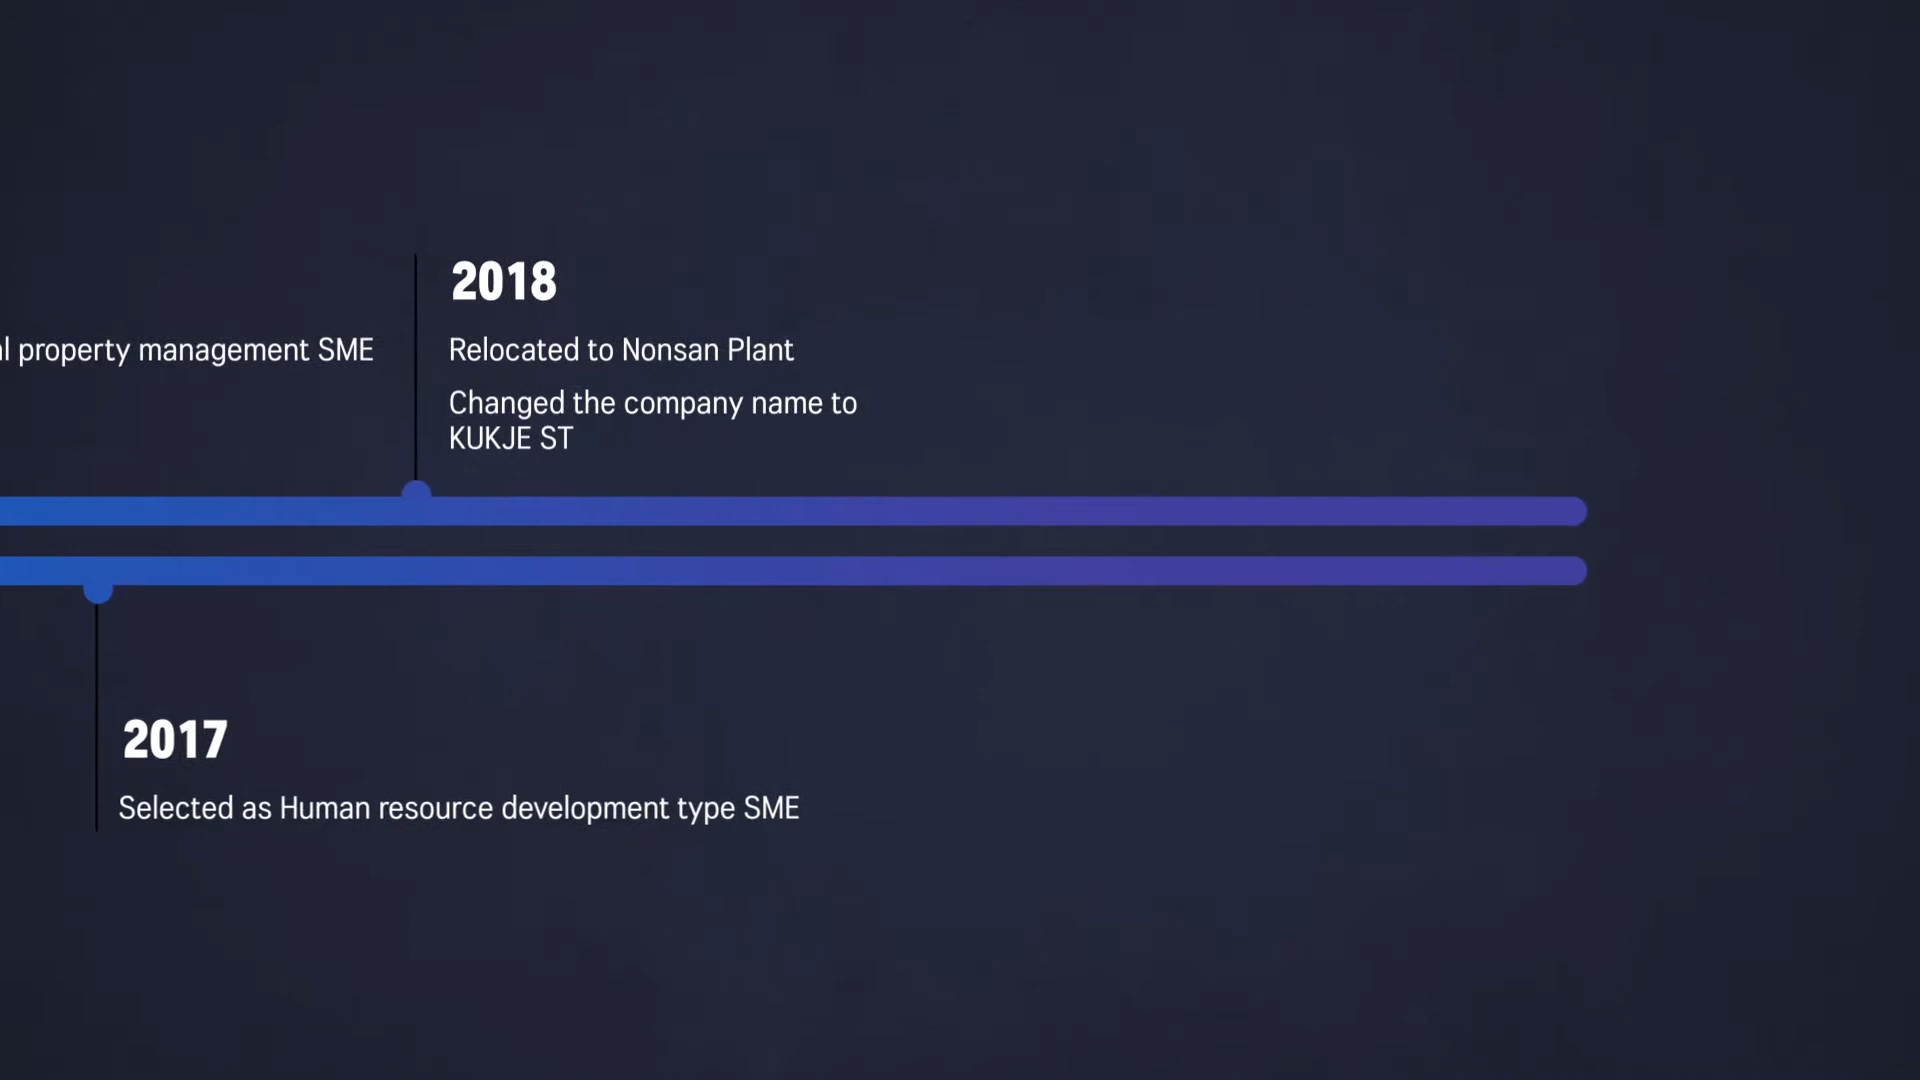 2018
property management SME
Relocated to Nonsan Plant
Changed the company name to
KUKJE ST
2017
Selected as Human resource development type SME